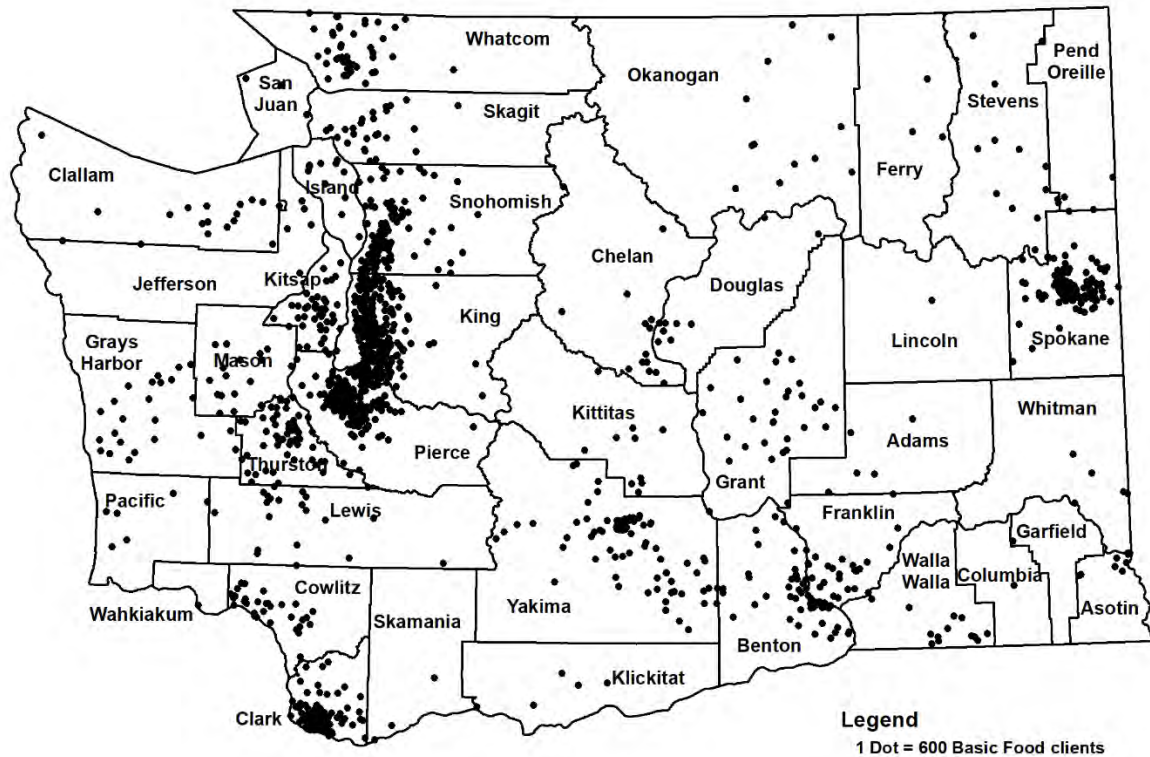 Whatcom
Okanogan
Pend
Oreille
San
Juan
Stevens
Skagit
Ferry
Clallam
Island
Snohomish
Chelan
Douglas
Jefferson
Kitsap
King
Lincoln
Spokane
Grays
Harbor
Mason
Kittitas
Whitman
Adams
Pierce
Thurston
Grant
Pacific
Lewis
Franklin
Garfield
Walla
Walla
Columbia
Cowlitz
Wahkiakum
Skamania
Yakima
Asotin
Benton
Klickitat
Clark
Legend
1 Dot = 600 Basic Food clients